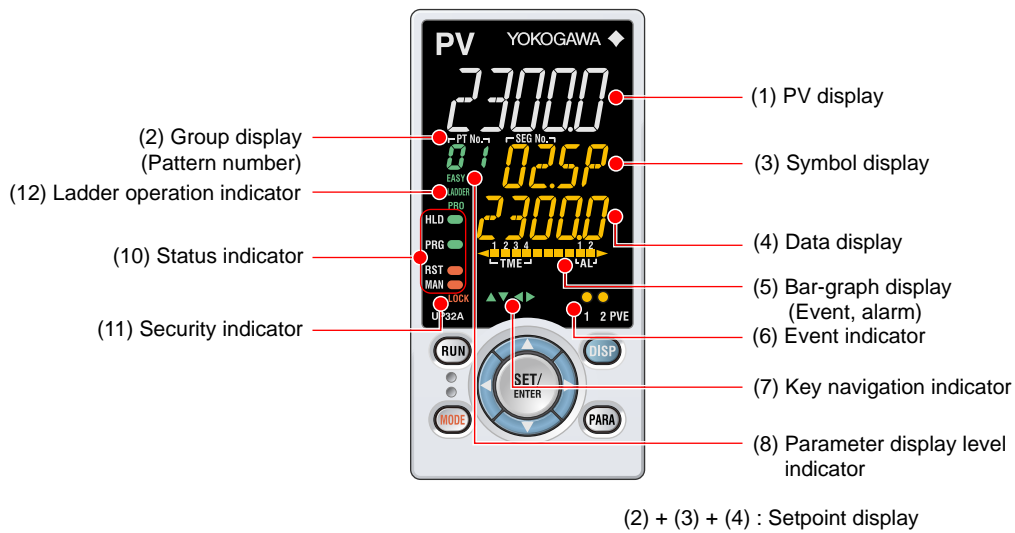 PV YOKOGAWA
2300.0
PT No. SEG No.
01 02.SP
EASY
LADDER
PRO
2300.0
HLD
PRG
RST
MAN
1 2 3 4 1 2
TME AL
LOCK
UP32A
1 2 PVE
RUN
DISP
SET/
ENTER
MODE
PARA
(1) PV display
(2) Group display
(Pattern number)
(3) Symbol display
(12) Ladder operation indicator
(4) Data display
(10) Status indicator
(5) Bar-graph display
(Event, alarm)
(11) Security indicator
(6) Event indicator
(7) Key navigation indicator
(8) Parameter display level
indicator
(2) + (3) + (4) : Setpoint display